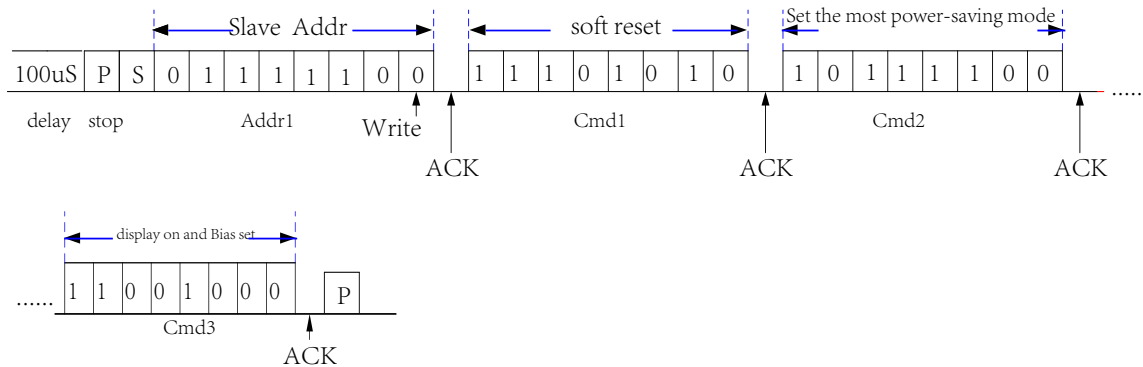 Slave Addr soft reset Set the most power-saving mode
100uS P S 0 1 1 1 1 1 0 0 1 1 1 0 1 0 1 0 1 0 1 1 1 1 0 0 .....
delay stop Addr1 Write Cmd1 Cmd2
ACK ACK ACK
display on and Bias set
...... 1 1 0 0 1 0 0 0 P
Cmd3
ACK